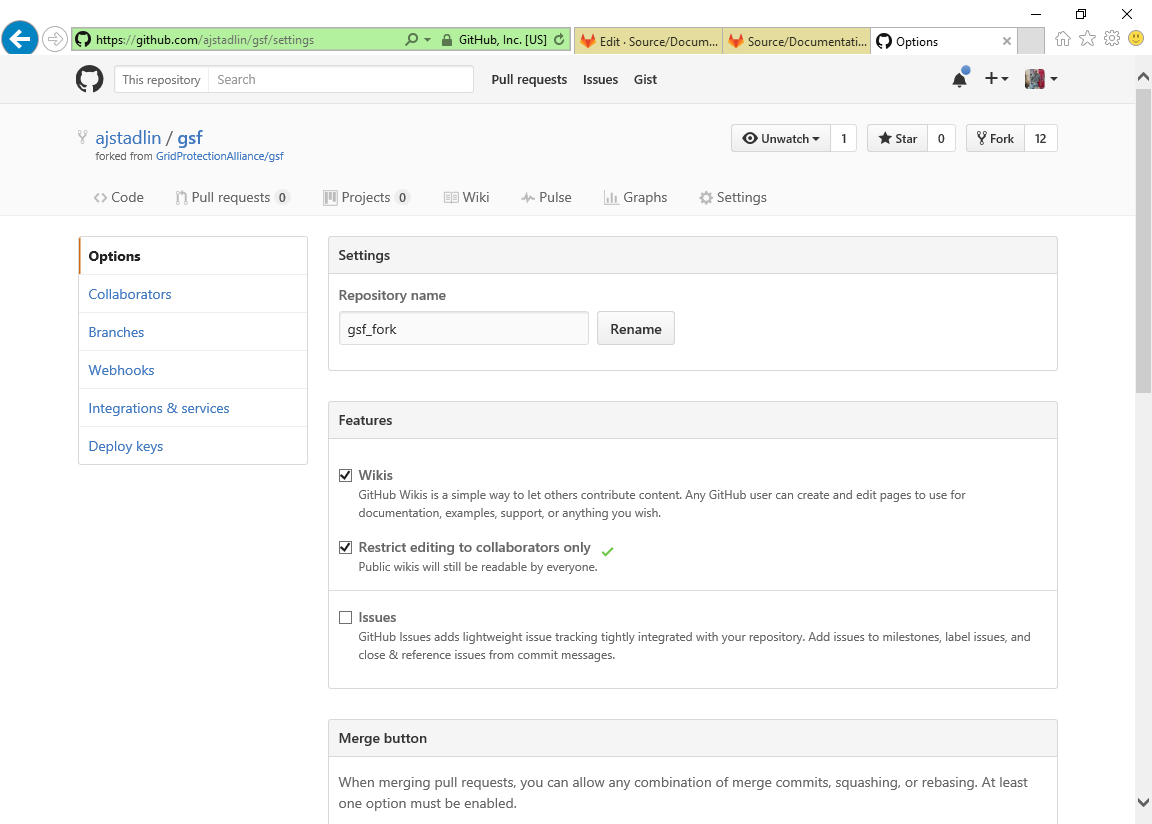 https://github.com/ajstadlin/gsf/settings
GitHub, Inc. [US]
Edit · Source/Docum...
Source/Documentati...
Options
This repository
Search
Pull requests
Issues
Gist
ajstadlin / gsf
forked from GridProtectionAlliance/gsf
Unwatch
1
Star
0
Fork
12
Code
Pull requests 0
Projects 0
Wiki
Pulse
Graphs
Settings
Options
Collaborators
Branches
Webhooks
Integrations & services
Deploy keys
Settings
Repository name
gsf_fork
Rename
Features
Wikis
GitHub Wikis is a simple way to let others contribute content. Any GitHub user can create and edit pages to use for
documentation, examples, support, or anything you wish.
Restrict editing to collaborators only
Public wikis will still be readable by everyone.
Issues
GitHub Issues adds lightweight issue tracking tightly integrated with your repository. Add issues to milestones, label issues, and
close & reference issues from commit messages.
Merge button
When merging pull requests, you can allow any combination of merge commits, squashing, or rebasing. At least
one option must be enabled.